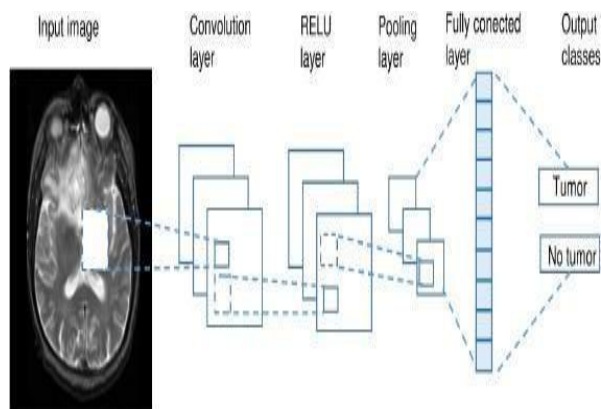 Input image
Convolution
layer
RELU
layer
Pooling
layer
Fully conected
layer
Output
classes
Tumor
No tumor